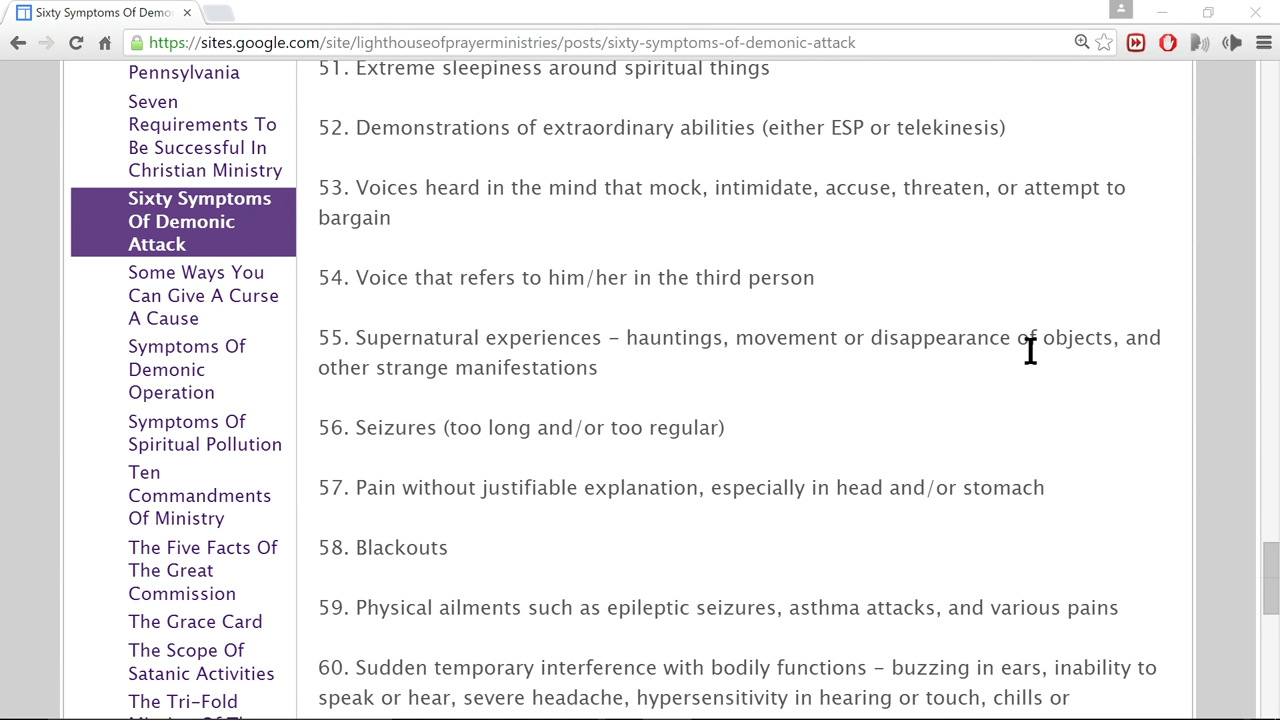 Sixty Symptoms Of Demo
https://sites.google.com/site/lighthouseofprayerministries/posts/sixty-symptoms-of-demonic-attack
Pennsylvania
Seven
Requirements To
Be Successful In
Christian Ministry
Sixty Symptoms
Of Demonic
Attack
Some Ways You
Can Give A Curse
A Cause
Symptoms Of
Demonic
Operation
Symptoms Of
Spiritual Pollution
Ten
Commandments
Of Ministry
The Five Facts Of
The Great
Commission
The Grace Card
The Scope Of
Satanic Activities
The Tri-Fold
51. Extreme sleepiness around spiritual things
52. Demonstrations of extraordinary abilities (either ESP or telekinesis)
53. Voices heard in the mind that mock, intimidate, accuse, threaten, or attempt to
bargain
54. Voice that refers to him/her in the third person
55. Supernatural experiences – hauntings, movement or disappearance of objects, and
other strange manifestations
56. Seizures (too long and/or too regular)
57. Pain without justifiable explanation, especially in head and/or stomach
58. Blackouts
59. Physical ailments such as epileptic seizures, asthma attacks, and various pains
60. Sudden temporary interference with bodily functions – buzzing in ears, inability to
speak or hear, severe headache, hypersensitivity in hearing or touch, chills or